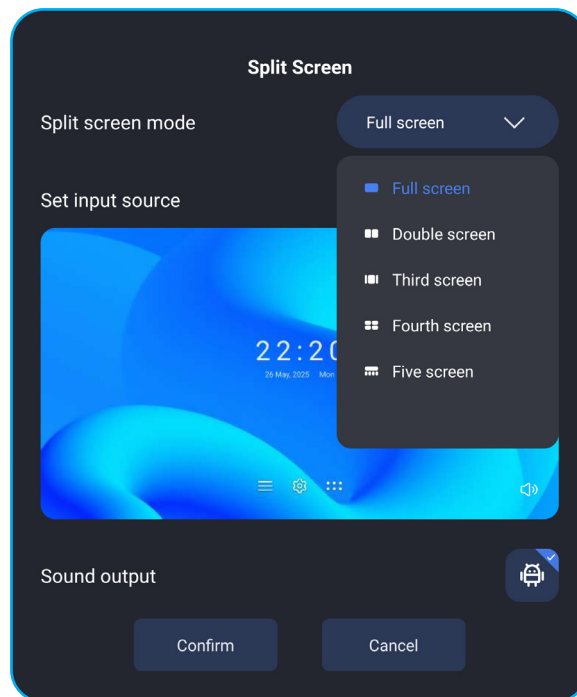 Split Screen
Split screen mode
Full screen
Full screen
Set input source
Double screen
Third screen
Fourth screen
Five screen
22:20
26 May, 2025 Mon
Sound output
Confirm
Cancel